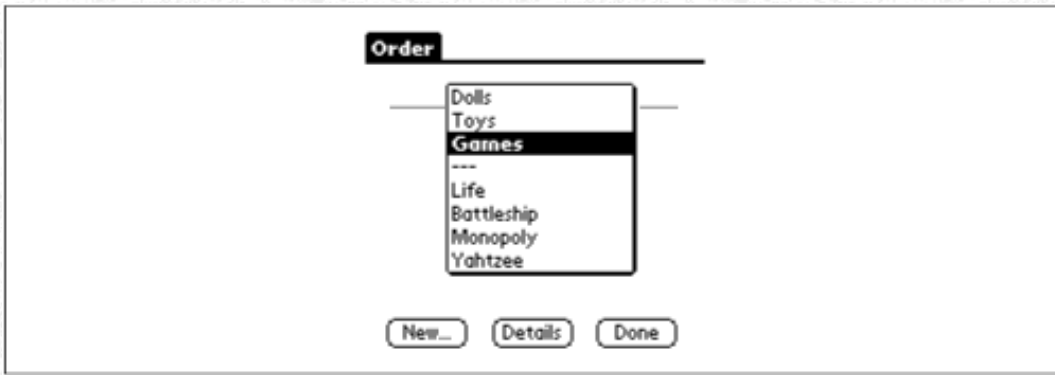 Order
Dolls
Toys
Games
---
Life
Battleship
Monopoly
Yahtzee
New... Details Done